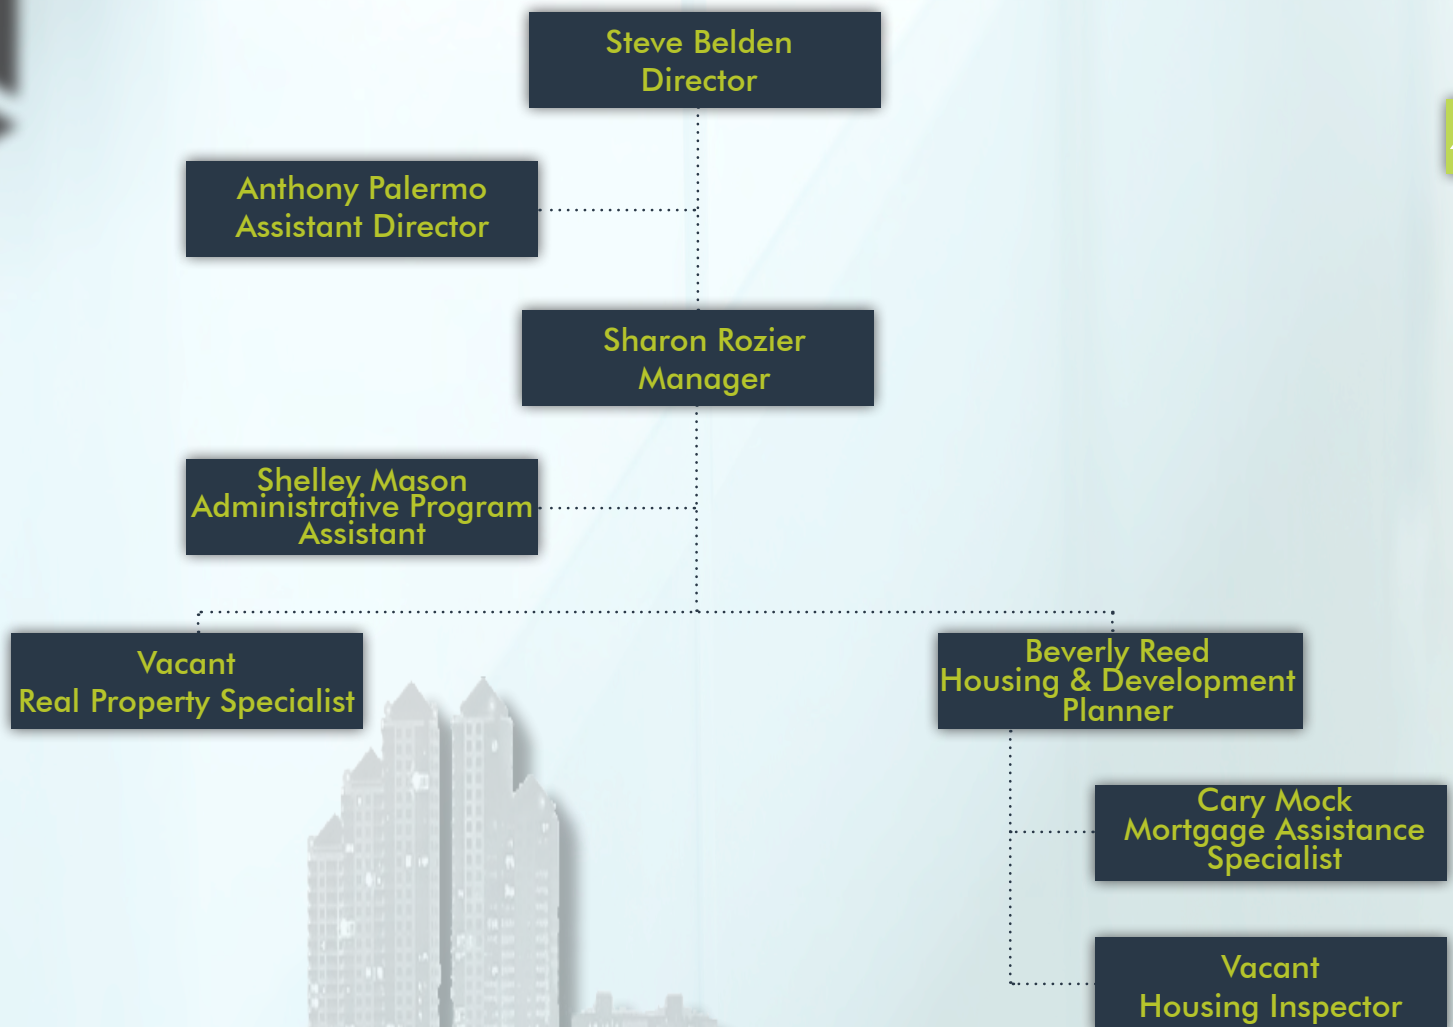 Steve Belden
Director
Anthony Palermo
Assistant Director
Sharon Rozier
Manager
Shelley Mason
Administrative Program
Assistant
Vacant
Real Property Specialist
Beverly Reed
Housing & Development
Planner
Cary Mock
Mortgage Assistance
Specialist
Vacant
Housing Inspector